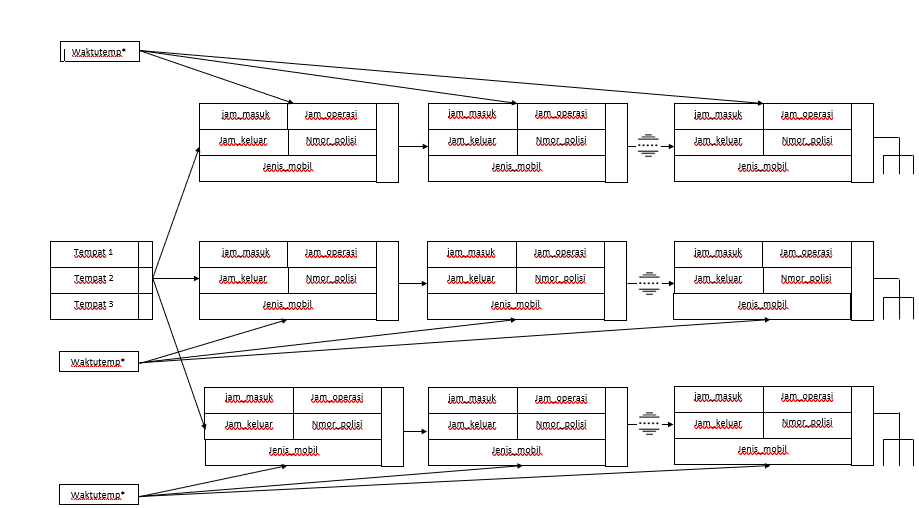 Waktutemp*
jam_masuk Jam_operasi jam_masuk Jam_operasi jam_masuk Jam_operasi
Jam_keluar Nmor_polisi Jam_keluar Nmor_polisi Jam_keluar Nmor_polisi
Jenis_mobil Jenis_mobil Jenis_mobil
Tempat 1 jam_masuk Jam_operasi jam_masuk Jam_operasi jam_masuk Jam_operasi
Tempat 2 Jam_keluar Nmor_polisi Jam_keluar Nmor_polisi Jam_keluar Nmor_polisi
Tempat 3 Jenis_mobil Jenis_mobil Jenis_mobil
Waktutemp*
jam_masuk Jam_operasi jam_masuk Jam_operasi jam_masuk Jam_operasi
Jam_keluar Nmor_polisi Jam_keluar Nmor_polisi Jam_keluar Nmor_polisi
Jenis_mobil Jenis_mobil Jenis_mobil
Waktutemp*